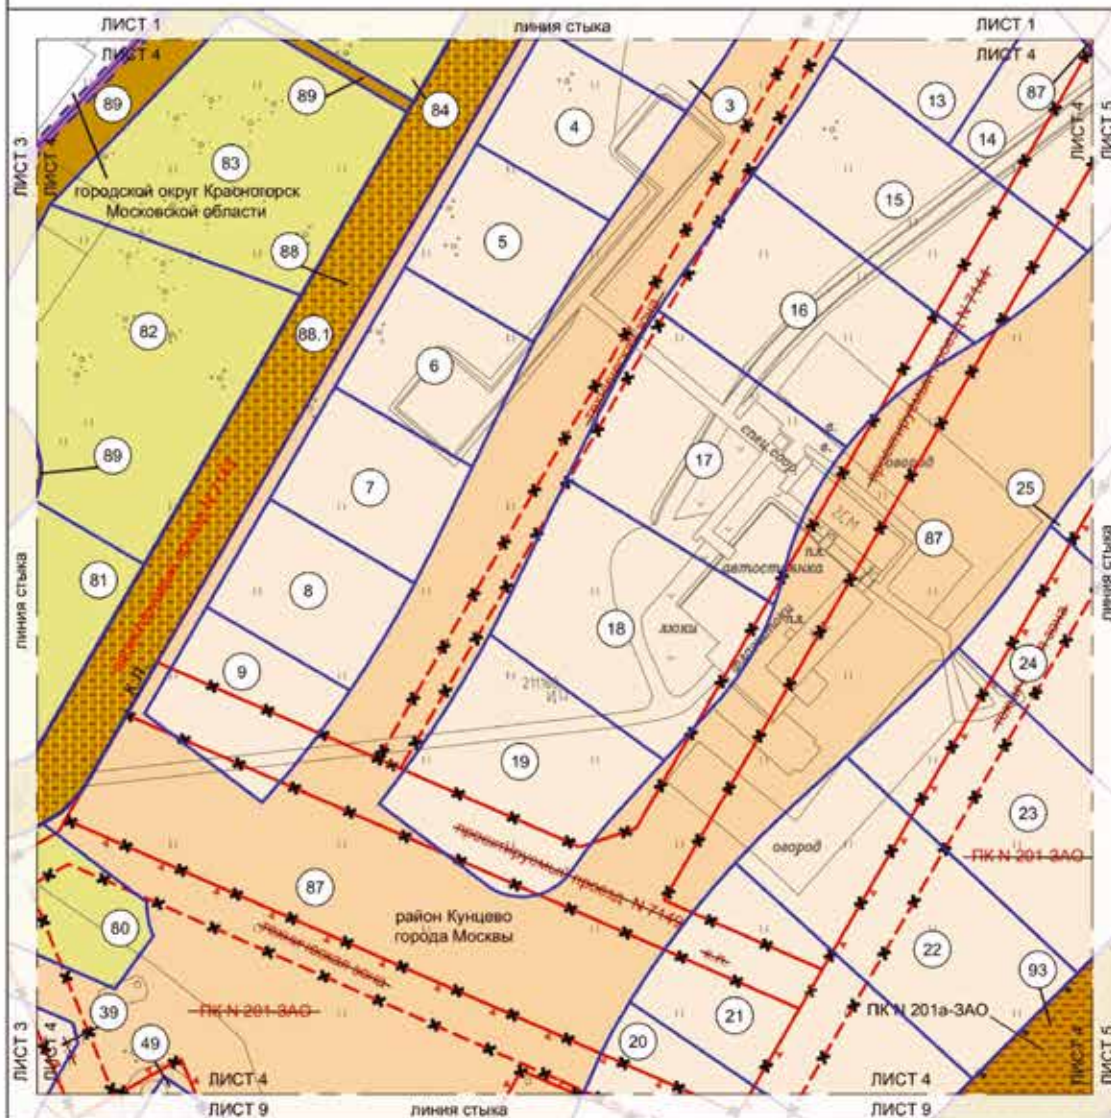 ЛИСТ 1
линия стыка
ЛИСТ 1
ЛИСТ 4
ЛИСТ 4
ЛИСТ 3
ЛИСТ 5
89
89
84
3
13
87
14
4
83
городской округ Красногорск
Московской области
15
5
88
82
88.1
16
6
спец.соор.
огород
89
7
17
25
87
автостоянка
п.х.
81
8
18
люки
24
К.Л.
9
19
23
линия стыка
линия стыка
огород
ПК N 201-ЗАО
проектируемый проезд N 7144
проектируемый проезд N 7149
87
район Кунцево
города Москвы
80
22
93
ПК N 201а-ЗАО
39
ПК N 201-ЗАО
21
20
49
ЛИСТ 3
ЛИСТ 4
ЛИСТ 4
ЛИСТ 5
ЛИСТ 4
ЛИСТ 4
ЛИСТ 9
линия стыка
ЛИСТ 9